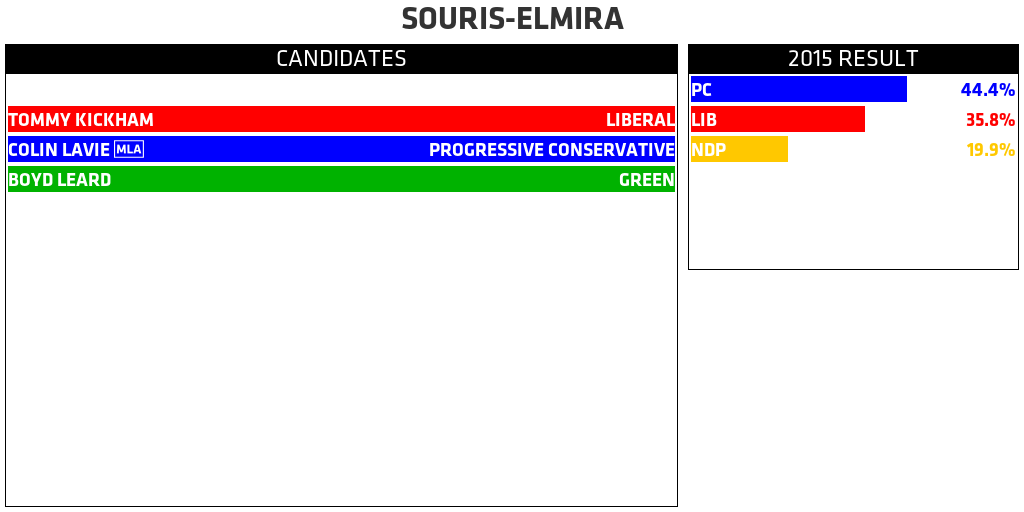 SOURIS-ELMIRA
CANDIDATES
TOMMY KICKHAM LIBERAL
COLIN LAVIE MLA PROGRESSIVE CONSERVATIVE
BOYD LEARD GREEN
2015 RESULT
PC 44.4%
LIB 35.8%
NDP 19.9%